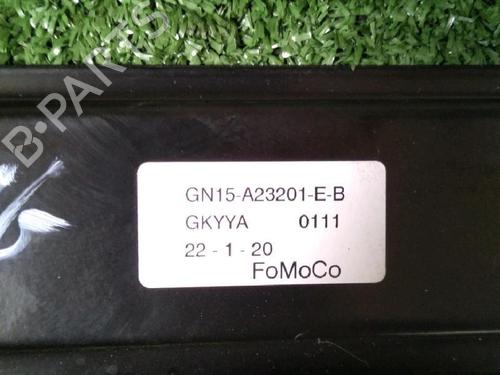 B-PARTS
GN15-A23201-E-B
GKYYA 0111
22 - 1 - 20
FoMoCo